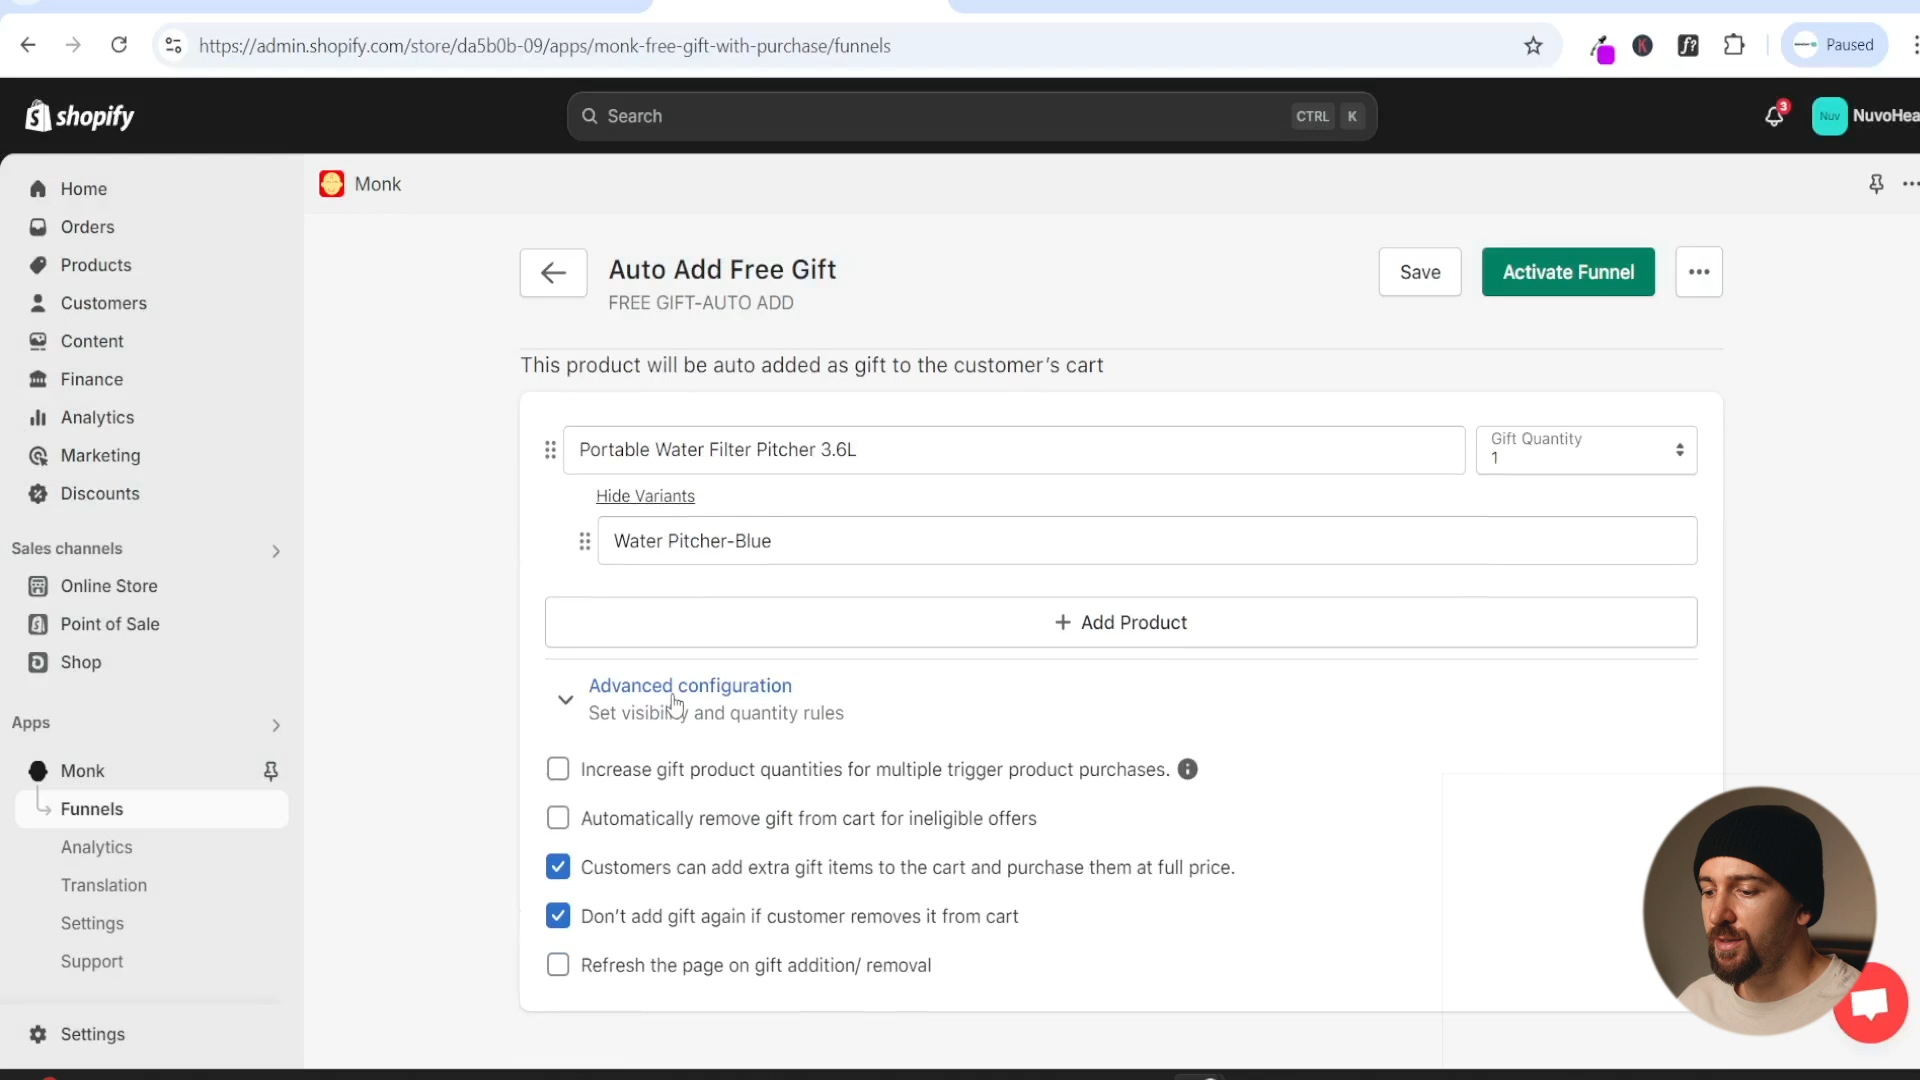 https://admin.shopify.com/store/da5b0b-09/apps/monk-free-gift-with-purchase/funnels
Paused
shopify
Search
CTRL K
3
Nuv
NuvoHea
Home
Orders
Products
Customers
Content
Finance
Analytics
Marketing
Discounts
Sales channels
Online Store
Point of Sale
Shop
Apps
Monk
Funnels
Analytics
Translation
Settings
Support
Settings
Monk
Auto Add Free Gift
FREE GIFT-AUTO ADD
Save
Activate Funnel
This product will be auto added as gift to the customer's cart
Portable Water Filter Pitcher 3.6L
Gift Quantity
1
Hide Variants
Water Pitcher-Blue
+ Add Product
Advanced configuration
Set visibility and quantity rules
Increase gift product quantities for multiple trigger product purchases.
Automatically remove gift from cart for ineligible offers
Customers can add extra gift items to the cart and purchase them at full price.
Don't add gift again if customer removes it from cart
Refresh the page on gift addition/ removal